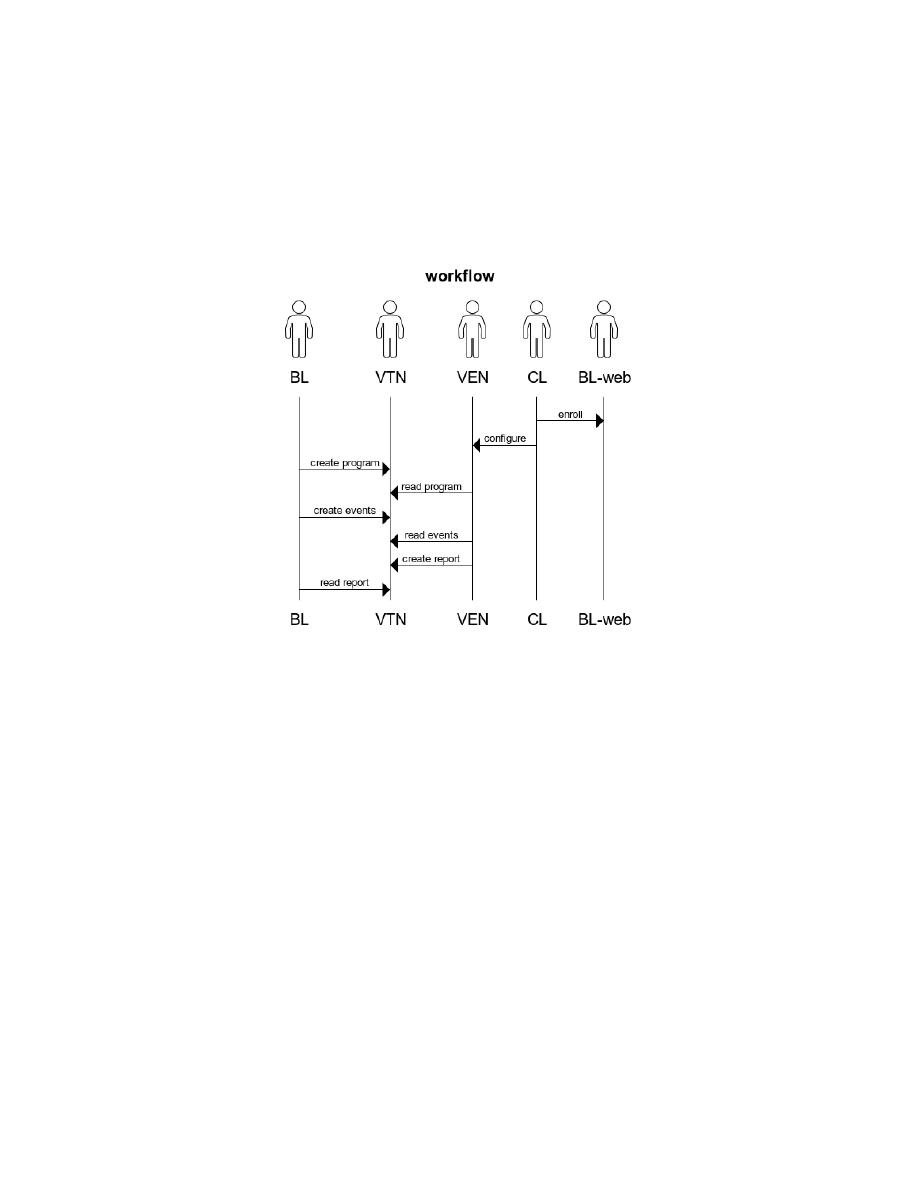 workflow
BL VTN VEN CL BL-web
enroll
configure
create program
read program
create events
read events
create report
read report
BL VTN VEN CL BL-web